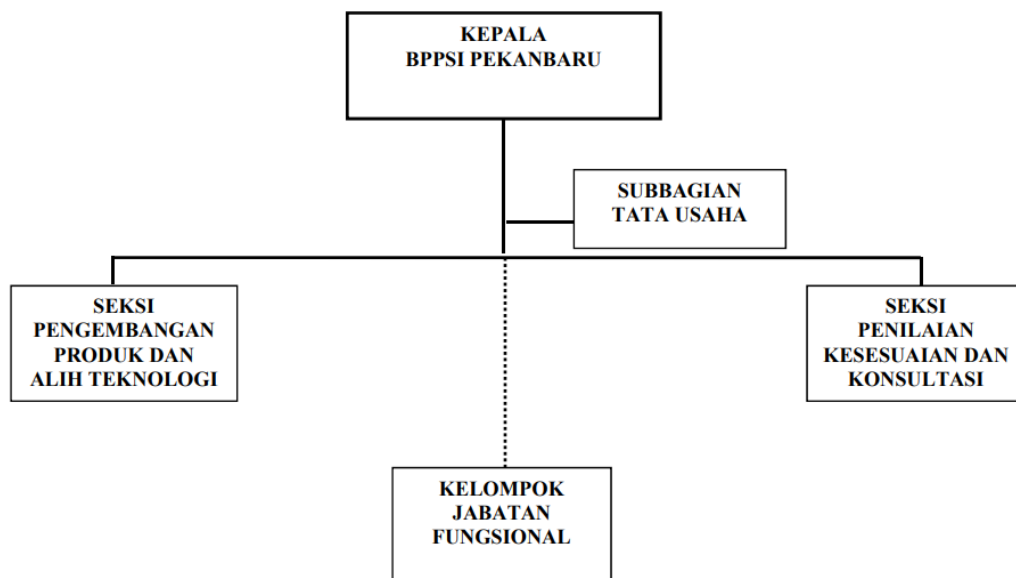 KEPALA
BPPSI PEKANBARU
SUBBAGIAN
TATA USAHA
SEKSI
PENGEMBANGAN
PRODUK DAN
ALIH TEKNOLOGI
SEKSI
PENILAIAN
KESESUAIAN DAN
KONSULTASI
KELOMPOK
JABATAN
FUNGSIONAL